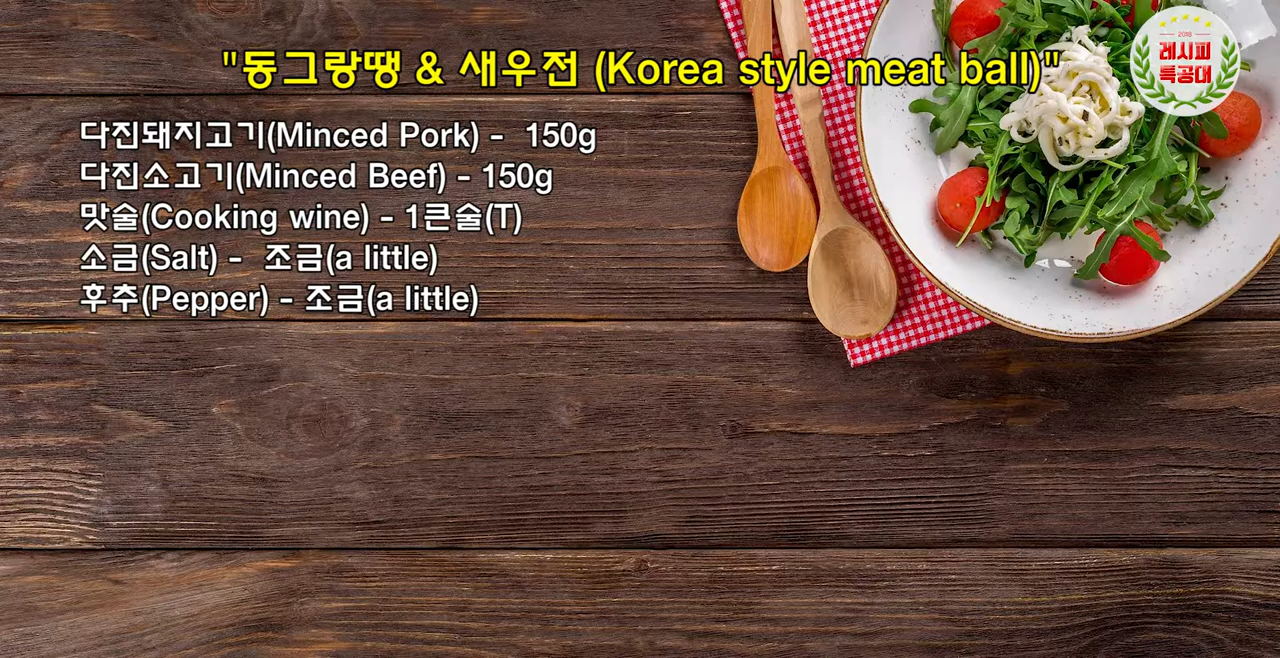 "동그랑땡 & 새우전 (Korea style meat ball)"
다진돼지고기(Minced Pork) - 150g
다진소고기(Minced Beef) - 150g
맛술(Cooking wine) - 1큰술(T)
소금(Salt) - 조금(a little)
후추(Pepper) - 조금(a little)
2018
레시피
특공대